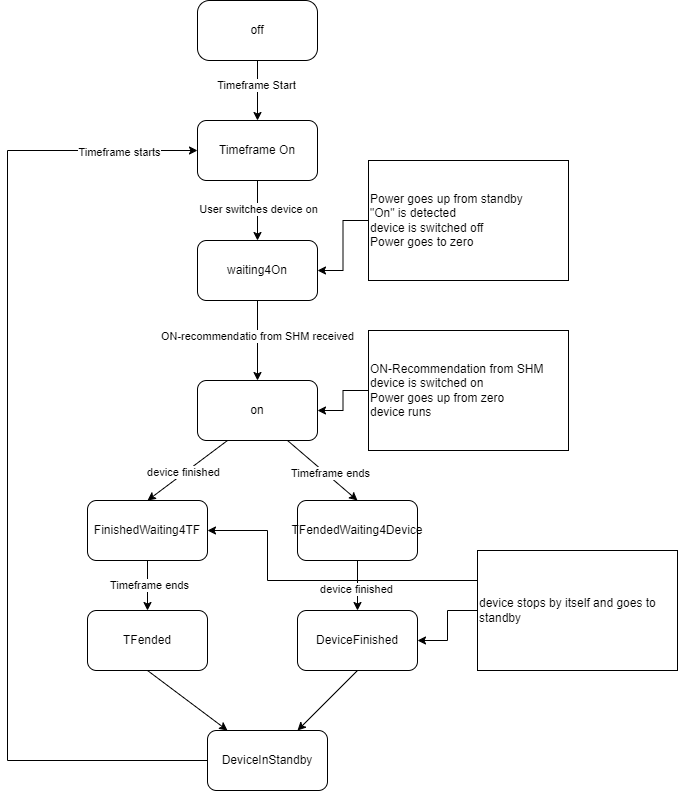 off
Timeframe Start
Timeframe On
Timeframe starts
User switches device on
Power goes up from standby
"On" is detected
device is switched off
Power goes to zero
waiting4On
ON-recommendatio from SHM received
ON-Recommendation from SHM
device is switched on
Power goes up from zero
device runs
on
device finished
Timeframe ends
FinishedWaiting4TF
TFendedWaiting4Device
Timeframe ends
device finished
device stops by itself and goes to
standby
TFended
DeviceFinished
DeviceInStandby